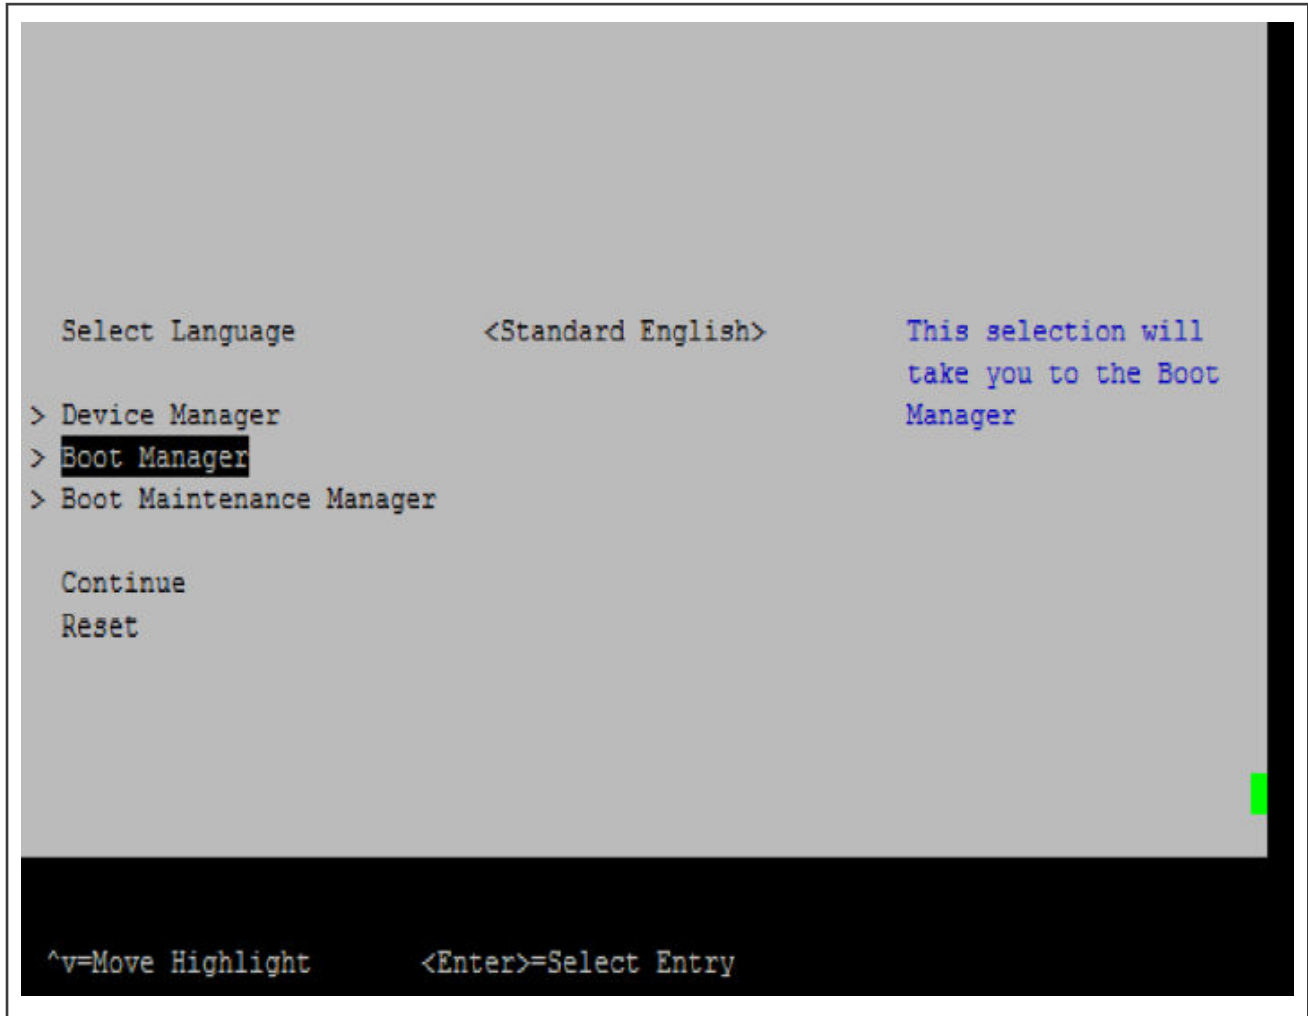 Select Language <Standard English> This selection will
take you to the Boot
> Device Manager Manager
> Boot Manager
> Boot Maintenance Manager
Continue
Reset
^v=Move Highlight <Enter>=Select Entry